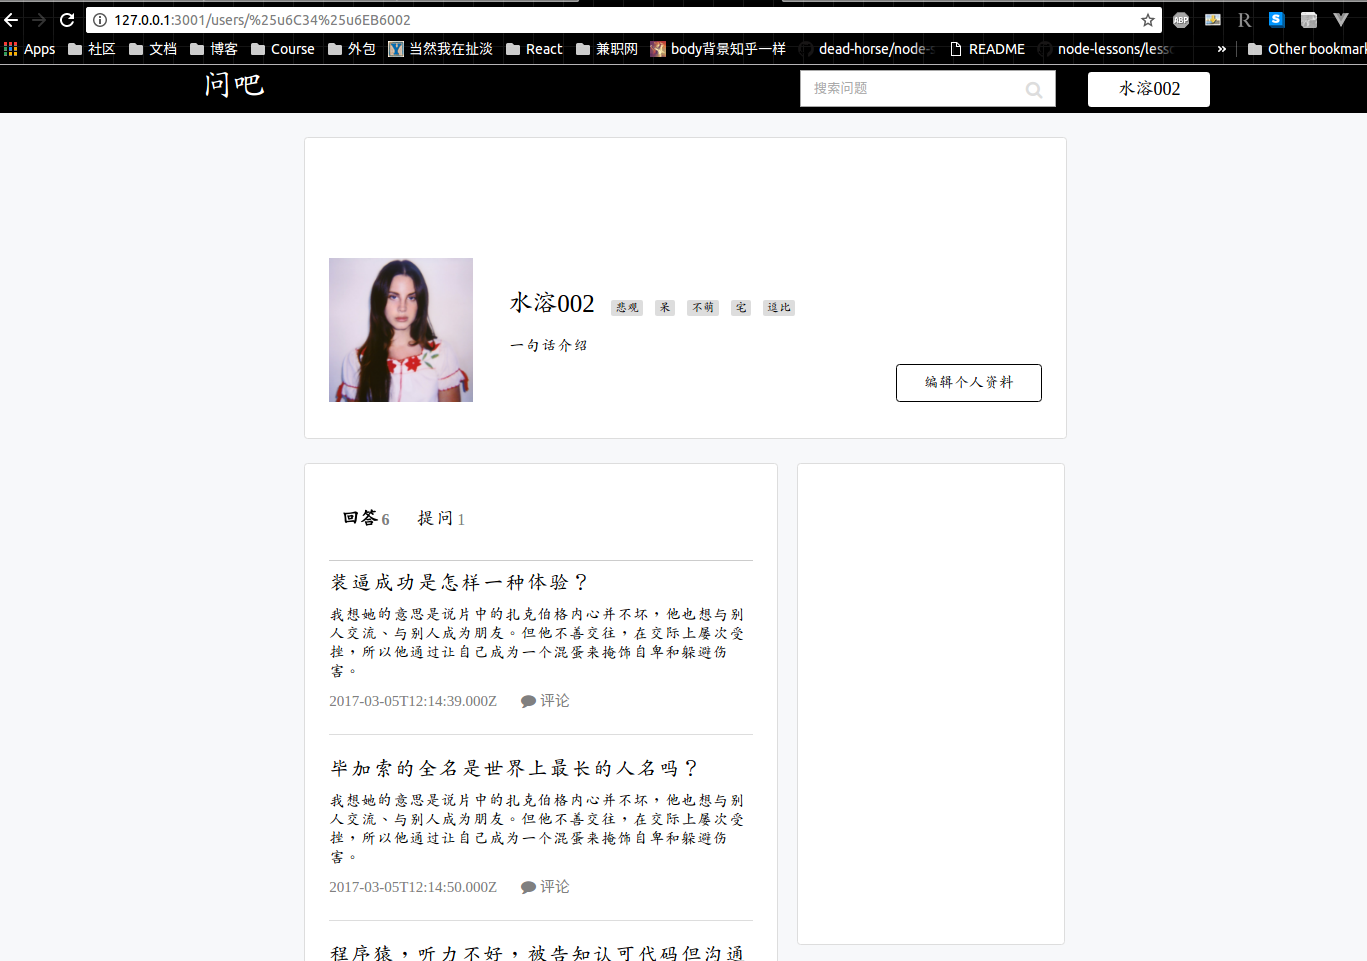 127.0.0.1:3001/users/%25u6C34%25u6EB6002
ABP
R
S
Apps 社区 文档 博客 Course 外包 当然我在扯淡 React 兼职网 body背景知乎一样 dead-horse/node- README node-lessons/less » Other bookmar
问吧
搜索问题
水溶002
水溶002 悲观 呆 不萌 宅 逗比
一句话介绍
编辑个人资料
回答6 提问1
装逼成功是怎样一种体验？
我想她的意思是说片中的扎克伯格内心并不坏，他也想与别
人交流、与别人成为朋友。但他不善交往，在交际上屡次受
挫，所以他通过让自己成为一个混蛋来掩饰自卑和躲避伤
害。
2017-03-05T12:14:39.000Z 评论
毕加索的全名是世界上最长的人名吗？
我想她的意思是说片中的扎克伯格内心并不坏，他也想与别
人交流、与别人成为朋友。但他不善交往，在交际上屡次受
挫，所以他通过让自己成为一个混蛋来掩饰自卑和躲避伤
害。
2017-03-05T12:14:50.000Z 评论
程序猿，听力不好，被告知认可代码但沟通